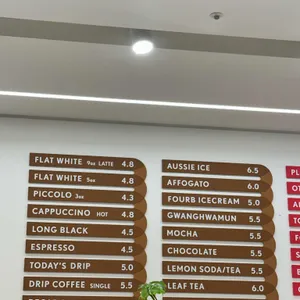 FLAT WHITE 9oz LATTE 4.8
FLAT WHITE 5oz 4.8
PICCOLO 3oz 4.3
CAPPUCCINO HOT 4.8
LONG BLACK 4.5
ESPRESSO 4.5
TODAY'S DRIP 5.0
DRIP COFFEE SINGLE 5.5
AUSSIE ICE 6.5
AFFOGATO 6.0
FOURB ICECREAM 5.0
GWANGHWAMUN 5.5
MOCHA 5.5
CHOCOLATE 5.5
LEMON SODA/TEA 5.5
LEAF TEA 6.0